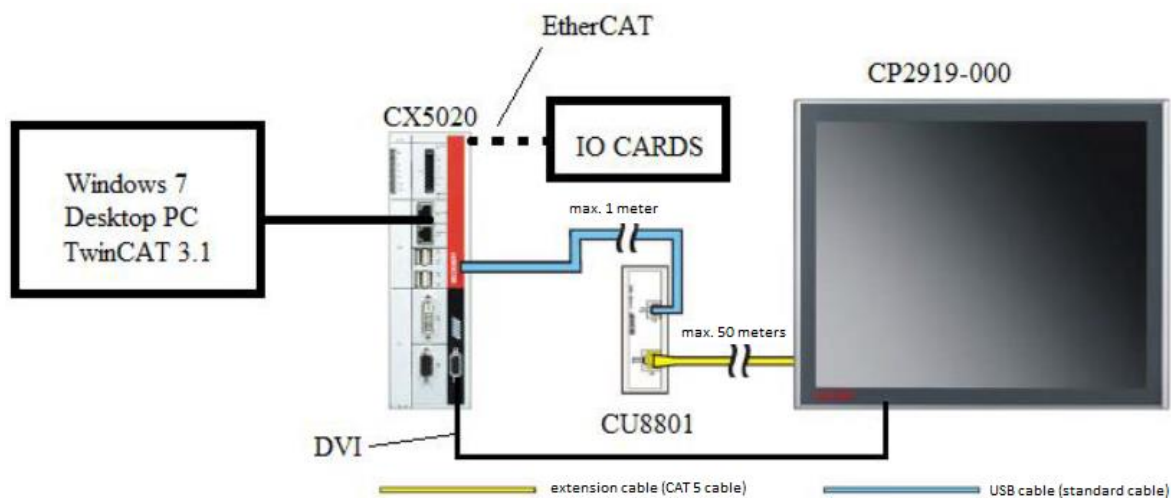 EtherCAT
CP2919-000
CX5020
IO CARDS
Windows 7
Desktop PC
TwinCAT 3.1
max. 1 meter
max. 50 meters
CU8801
DVI
extension cable (CAT 5 cable)
USB cable (standard cable)